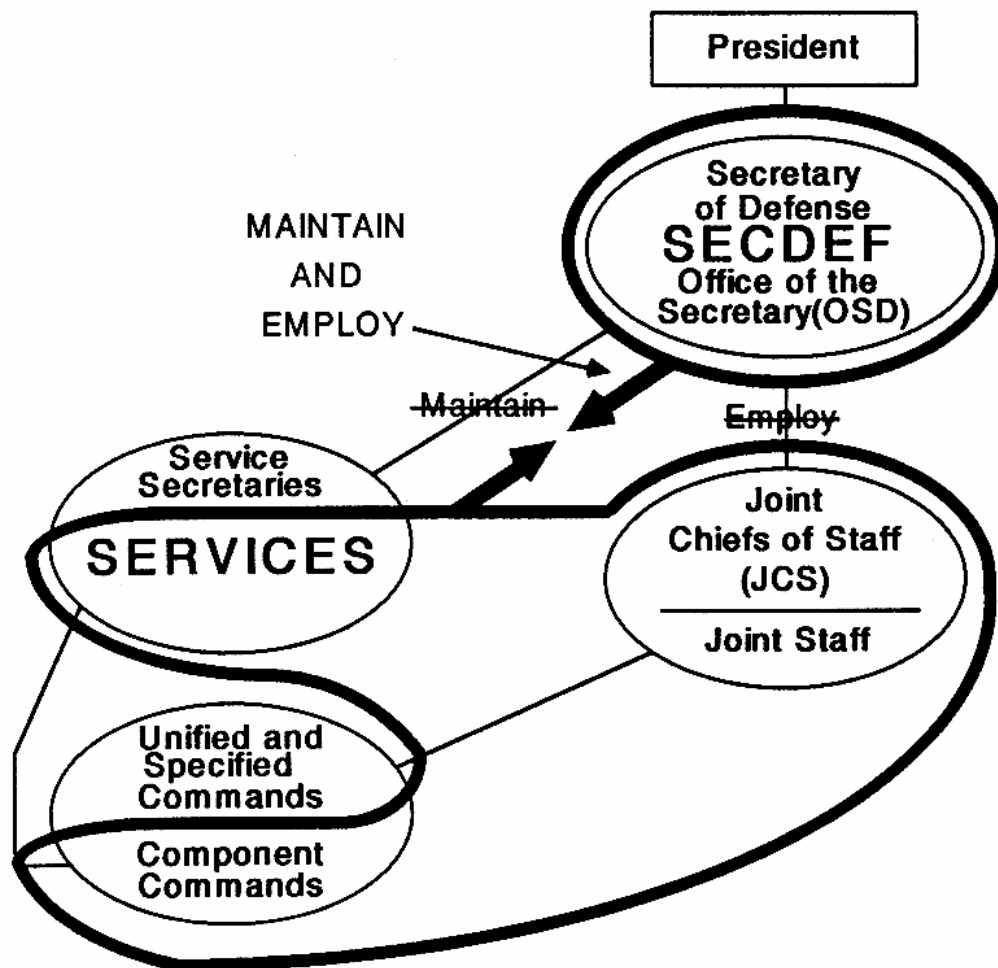 President
Secretary
of Defense
SECDEF
Office of the
Secretary(OSD)
MAINTAIN
AND
EMPLOY
Maintain
Employ
Service
Secretaries
SERVICES
Joint
Chiefs of Staff
(JCS)
Joint Staff
Unified and
Specified
Commands
Component
Commands